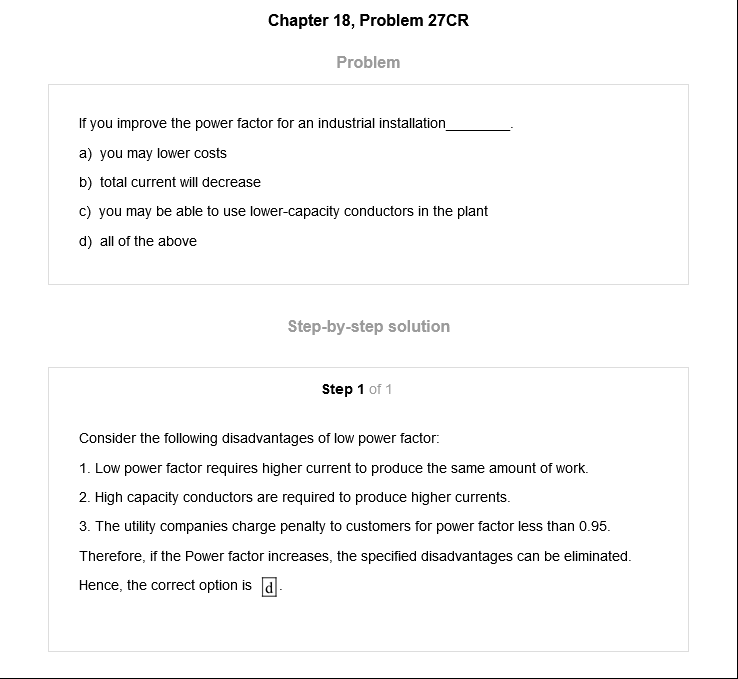 Chapter 18, Problem 27CR
Problem
If you improve the power factor for an industrial installation________.
a) you may lower costs
b) total current will decrease
c) you may be able to use lower-capacity conductors in the plant
d) all of the above
Step-by-step solution
Step 1 of 1
Consider the following disadvantages of low power factor:
1. Low power factor requires higher current to produce the same amount of work.
2. High capacity conductors are required to produce higher currents.
3. The utility companies charge penalty to customers for power factor less than 0.95.
Therefore, if the Power factor increases, the specified disadvantages can be eliminated.
Hence, the correct option is d.